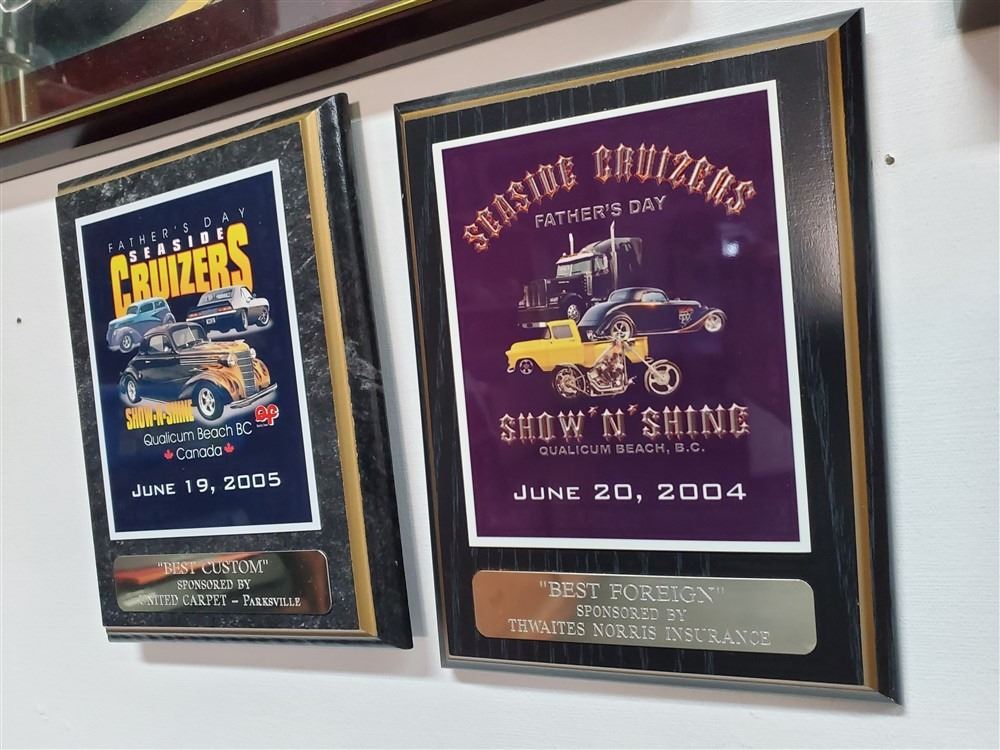 FATHER'S DAY
SEASIDE
CRUIZERS
SHOW-N-SHINE
Qualicum Beach BC
Canada
JUNE 19, 2005
"BEST CUSTOM"
SPONSORED BY
UNITED CARPET – PARKSVILLE
SEASIDE CRUIZERS
FATHER'S DAY
SHOW 'N' SHINE
QUALICUM BEACH, B.C.
JUNE 20, 2004
"BEST FOREIGN"
SPONSORED BY
THWAITES NORRIS INSURANCE